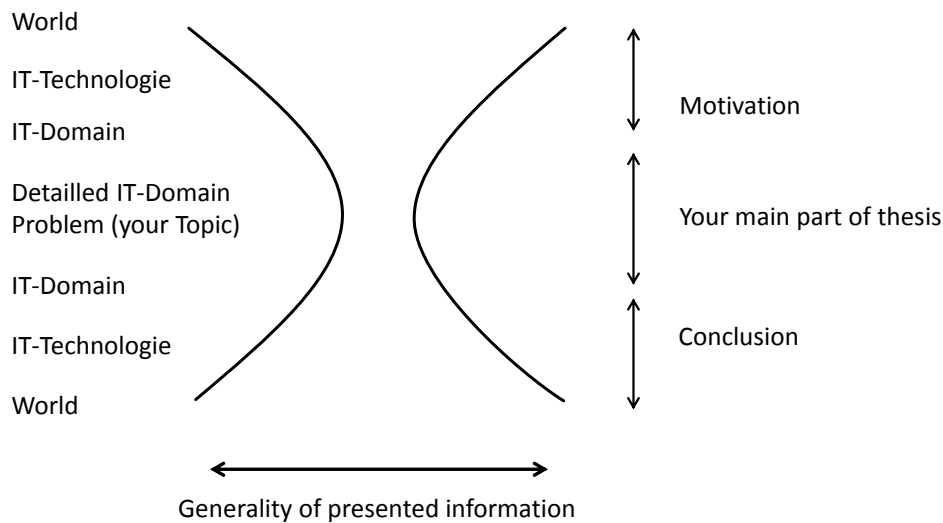 World
IT-Technologie
IT-Domain
Detailled IT-Domain
Problem (your Topic)
IT-Domain
IT-Technologie
World
Motivation
Your main part of thesis
Conclusion
Generality of presented information